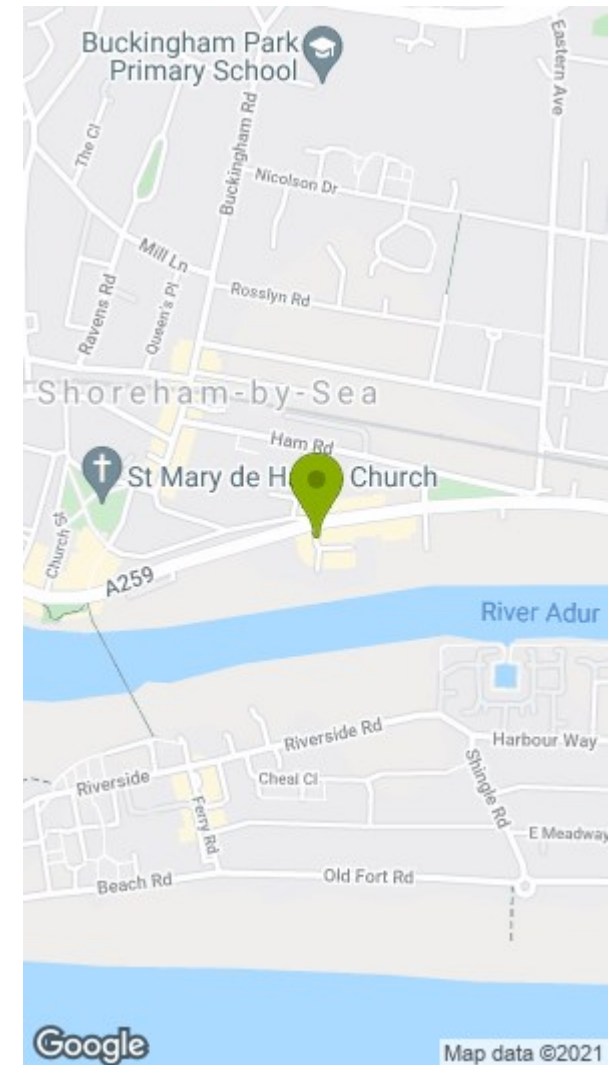 Buckingham Park
Primary School
Eastern Ave
The Cl
Buckingham Rd
Nicolson Dr
Mill Ln
Ravens Rd
Queen's Pl
Rosslyn Rd
Shoreham-by-Sea
Ham Rd
St Mary de H Church
Church St
A259
River Adur
Riverside Rd
Harbour Way
Riverside
Cheal Cl
Shingle Rd
Ferry Rd
E Meadway
Beach Rd
Old Fort Rd
Google
Map data ©2021